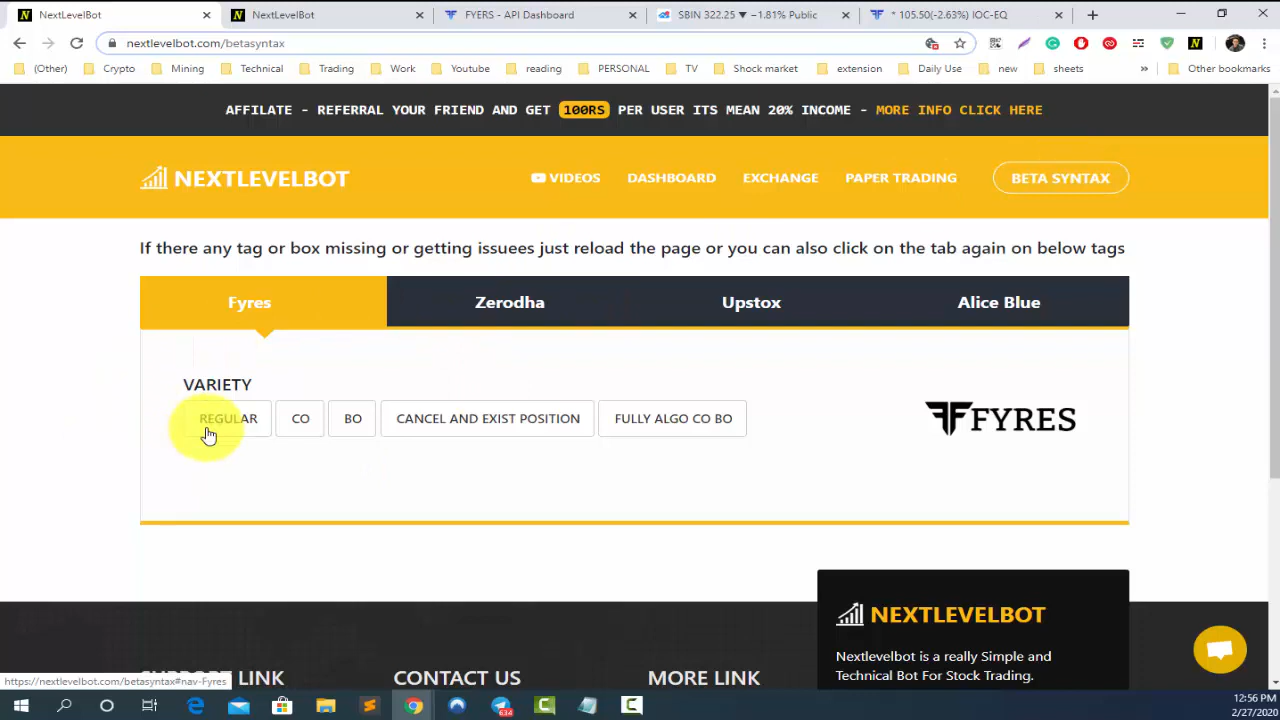 NextLevelBot
NextLevelBot
FYERS - API Dashboard
SBIN 322.25 ▼ −1.81% Public
* 105.50(-2.63%) IOC-EQ
nextlevelbot.com/betasyntax
(Other) Crypto Mining Technical Trading Work Youtube reading PERSONAL TV Shock market extension Daily Use new sheets » Other bookmarks
AFFILATE - REFERRAL YOUR FRIEND AND GET 100RS PER USER ITS MEAN 20% INCOME - MORE INFO CLICK HERE
NEXTLEVELBOT VIDEOS DASHBOARD EXCHANGE PAPER TRADING BETA SYNTAX
If there any tag or box missing or getting issuees just reload the page or you can also click on the tab again on below tags
Fyres Zerodha Upstox Alice Blue
VARIETY
REGULAR CO BO CANCEL AND EXIST POSITION FULLY ALGO CO BO
FYRES
NEXTLEVELBOT
Nextlevelbot is a really Simple and
Technical Bot For Stock Trading.
SUPPORT LINK CONTACT US MORE LINK
https://nextlevelbot.com/betasyntax#nav-Fyres
634
12:56 PM
2/27/2020